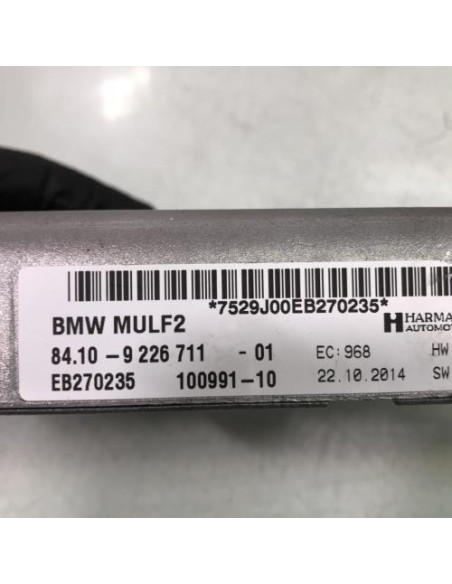 *7529J00EB270235*
BMW MULF2
84.10 - 9 226 711 - 01
EB270235 100991-10
EC: 968
22.10.2014
HW
SW